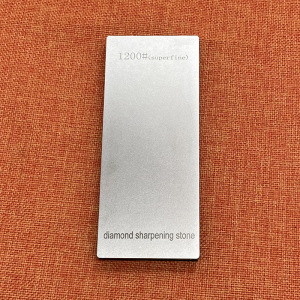 1200#(superfine)
diamond sharpening stone